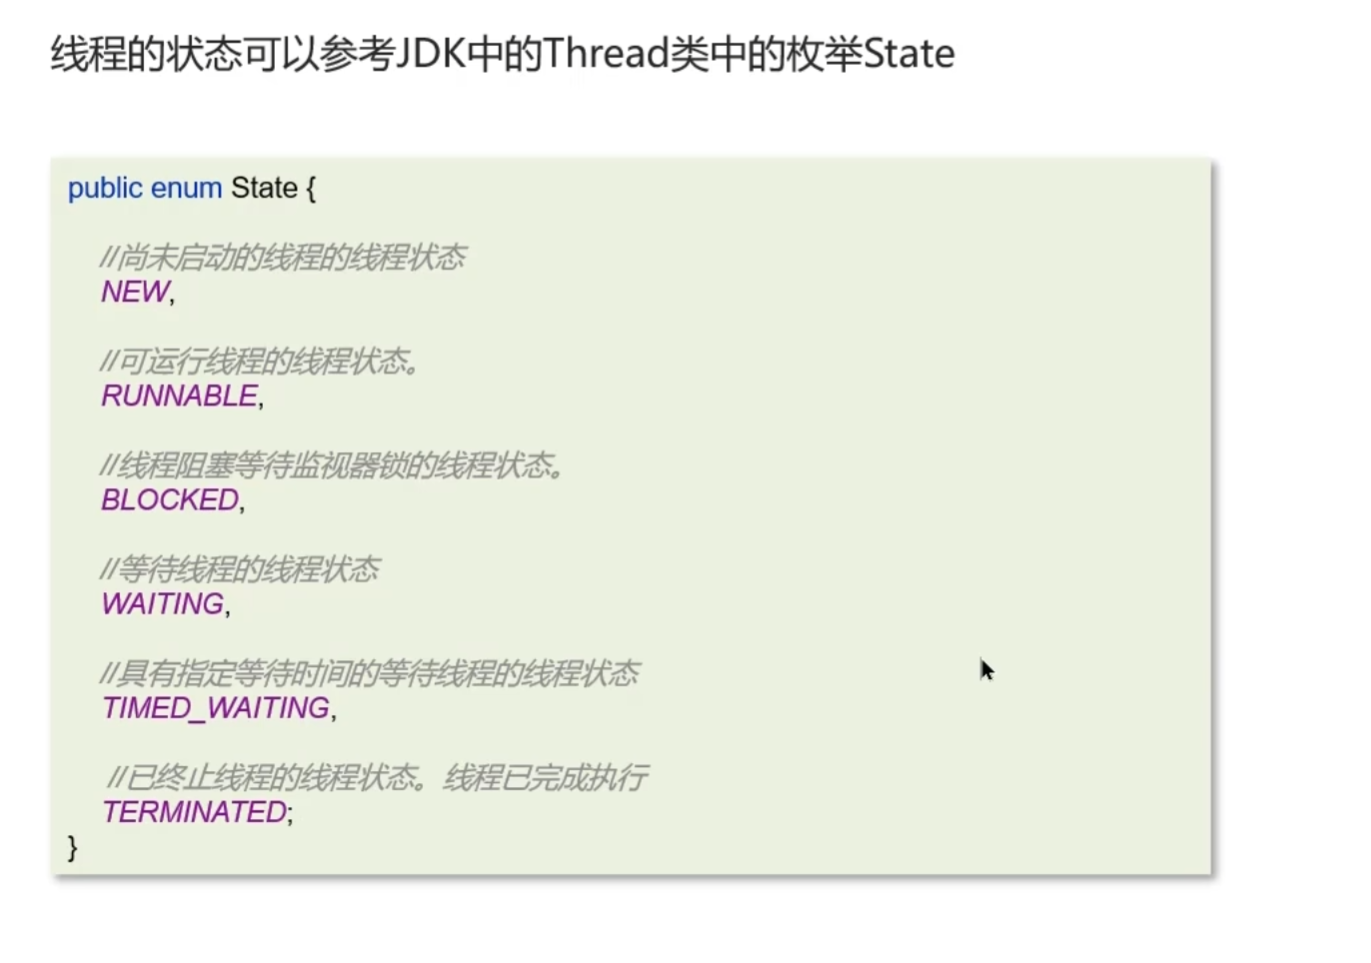 线程的状态可以参考JDK中的Thread类中的枚举State
public enum State {
//尚未启动的线程的线程状态
NEW,
//可运行线程的线程状态。
RUNNABLE,
//线程阻塞等待监视器锁的线程状态。
BLOCKED,
//等待线程的线程状态
WAITING,
//具有指定等待时间的等待线程的线程状态
TIMED_WAITING,
//已终止线程的线程状态。线程已完成执行
TERMINATED;
}